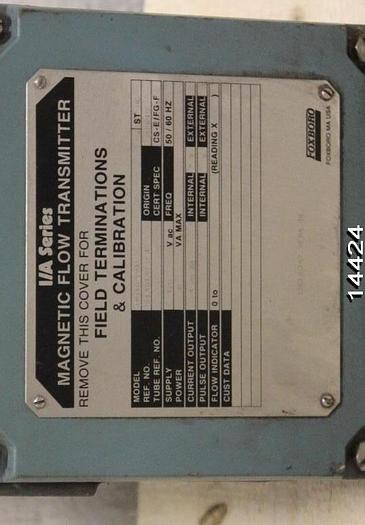 I/A Series
MAGNETIC FLOW TRANSMITTER
REMOVE THIS COVER FOR
FIELD TERMINATIONS
& CALIBRATION
MODEL ST
REF. NO. ORIGIN
TUBE REF. NO. CERT SPEC CS-E/FG-F
SUPPLY V ac FREQ 50 / 60 HZ
POWER VA MAX
CURRENT OUTPUT INTERNAL EXTERNAL
PULSE OUTPUT INTERNAL EXTERNAL
FLOW INDICATOR 0 to (READING X )
CUST DATA
FOXBORO
FOXBORO MA USA
14424